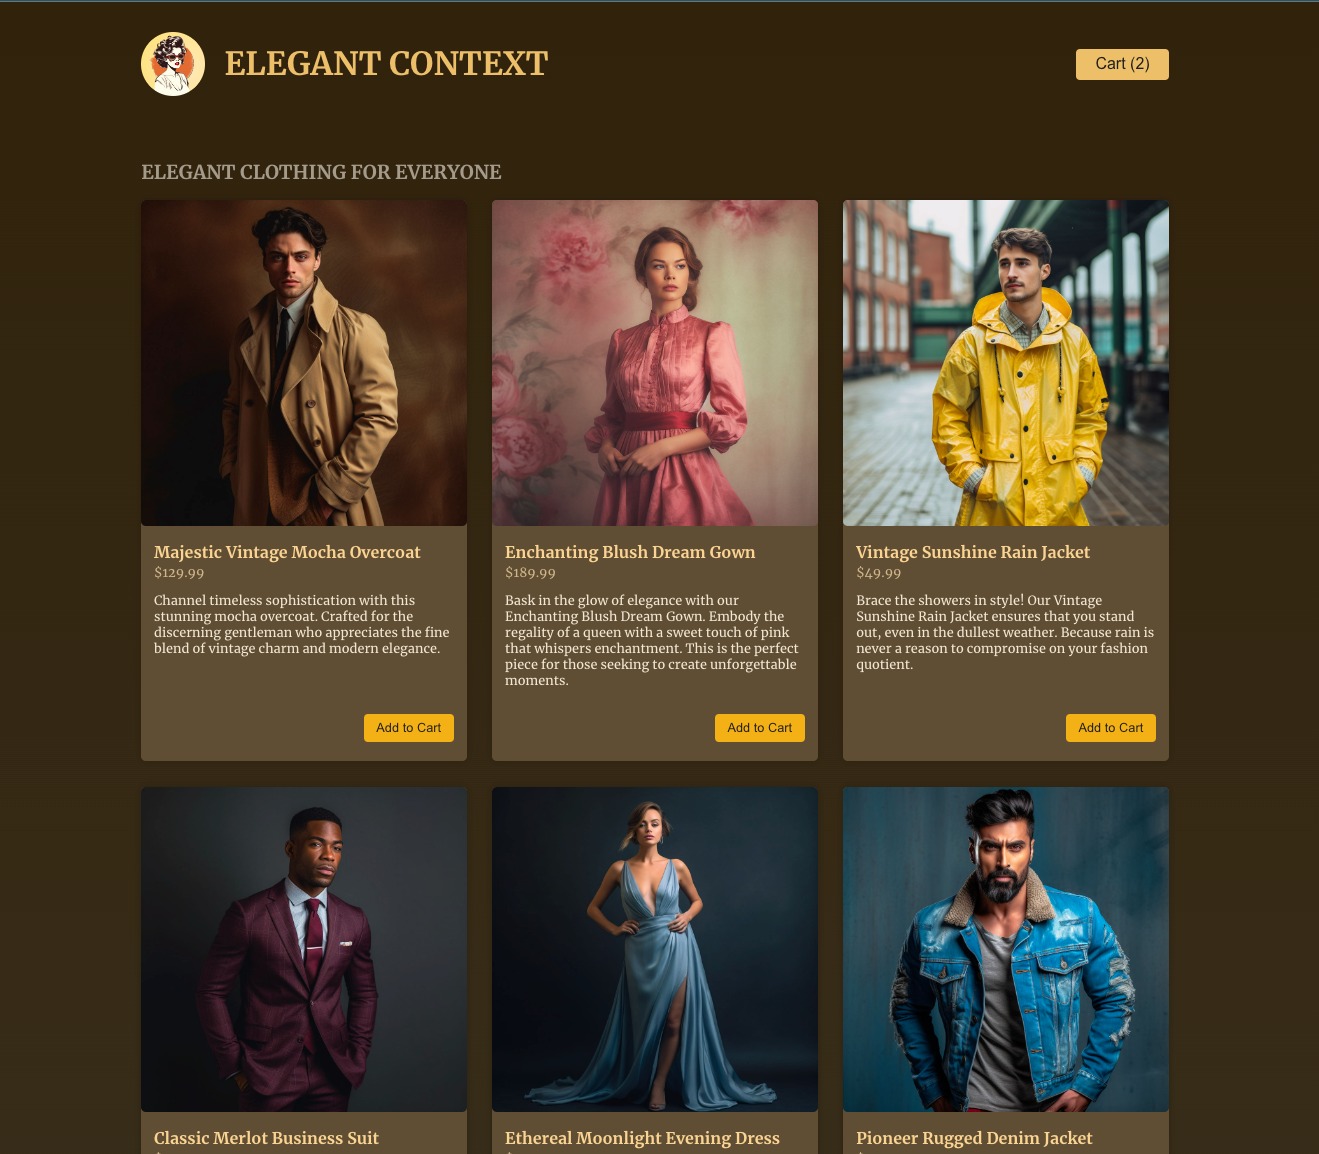 ELEGANT CONTEXT
Cart (2)
ELEGANT CLOTHING FOR EVERYONE
Majestic Vintage Mocha Overcoat
$129.99
Channel timeless sophistication with this
stunning mocha overcoat. Crafted for the
discerning gentleman who appreciates the fine
blend of vintage charm and modern elegance.
Add to Cart
Enchanting Blush Dream Gown
$189.99
Bask in the glow of elegance with our
Enchanting Blush Dream Gown. Embody the
regality of a queen with a sweet touch of pink
that whispers enchantment. This is the perfect
piece for those seeking to create unforgettable
moments.
Add to Cart
Vintage Sunshine Rain Jacket
$49.99
Brace the showers in style! Our Vintage
Sunshine Rain Jacket ensures that you stand
out, even in the dullest weather. Because rain is
never a reason to compromise on your fashion
quotient.
Add to Cart
Classic Merlot Business Suit
Ethereal Moonlight Evening Dress
Pioneer Rugged Denim Jacket